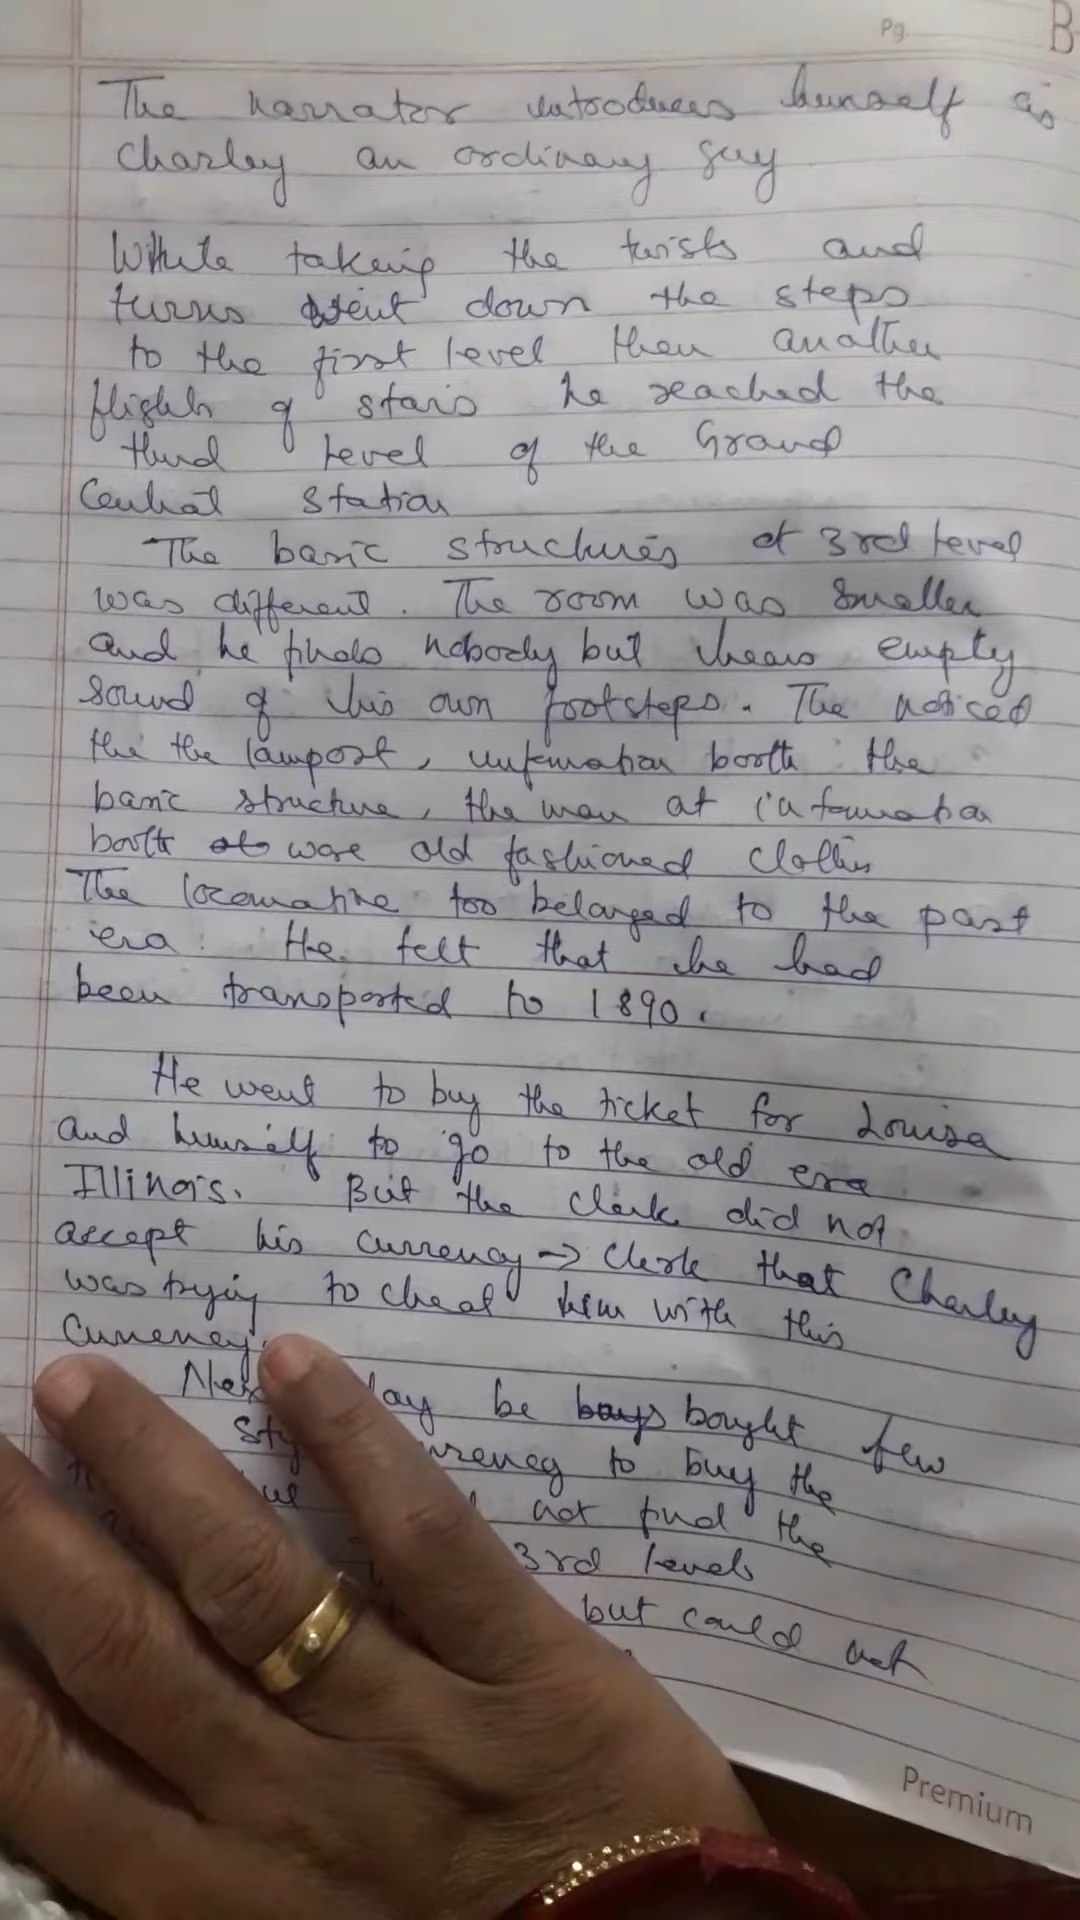 Pg
B
The narrator introduces himself as
Charley an ordinary guy
While taking the twists and
turns went down the steps
to the first level then another
flights of stairs he reached the
third level of the Grand
Central Station
The basic structures of 3rd level
was different. The room was smaller
and he finds nobody but hears empty
sound of his own footsteps. The noticed
the the lampost, information booth the
basic structure, the man at information
booth wore old fashioned clothes
The locomotive too belonged to the past
era. He felt that he had
been transported to 1890.
He went to buy the ticket for Louisa
and himself to go to the old era
Illinois. But the clerk did not
accept his currency → Clerk that Charley
was trying to cheat him with this
Currency.
be bought few
to buy the
not find the
3rd levels
but could not
Premium